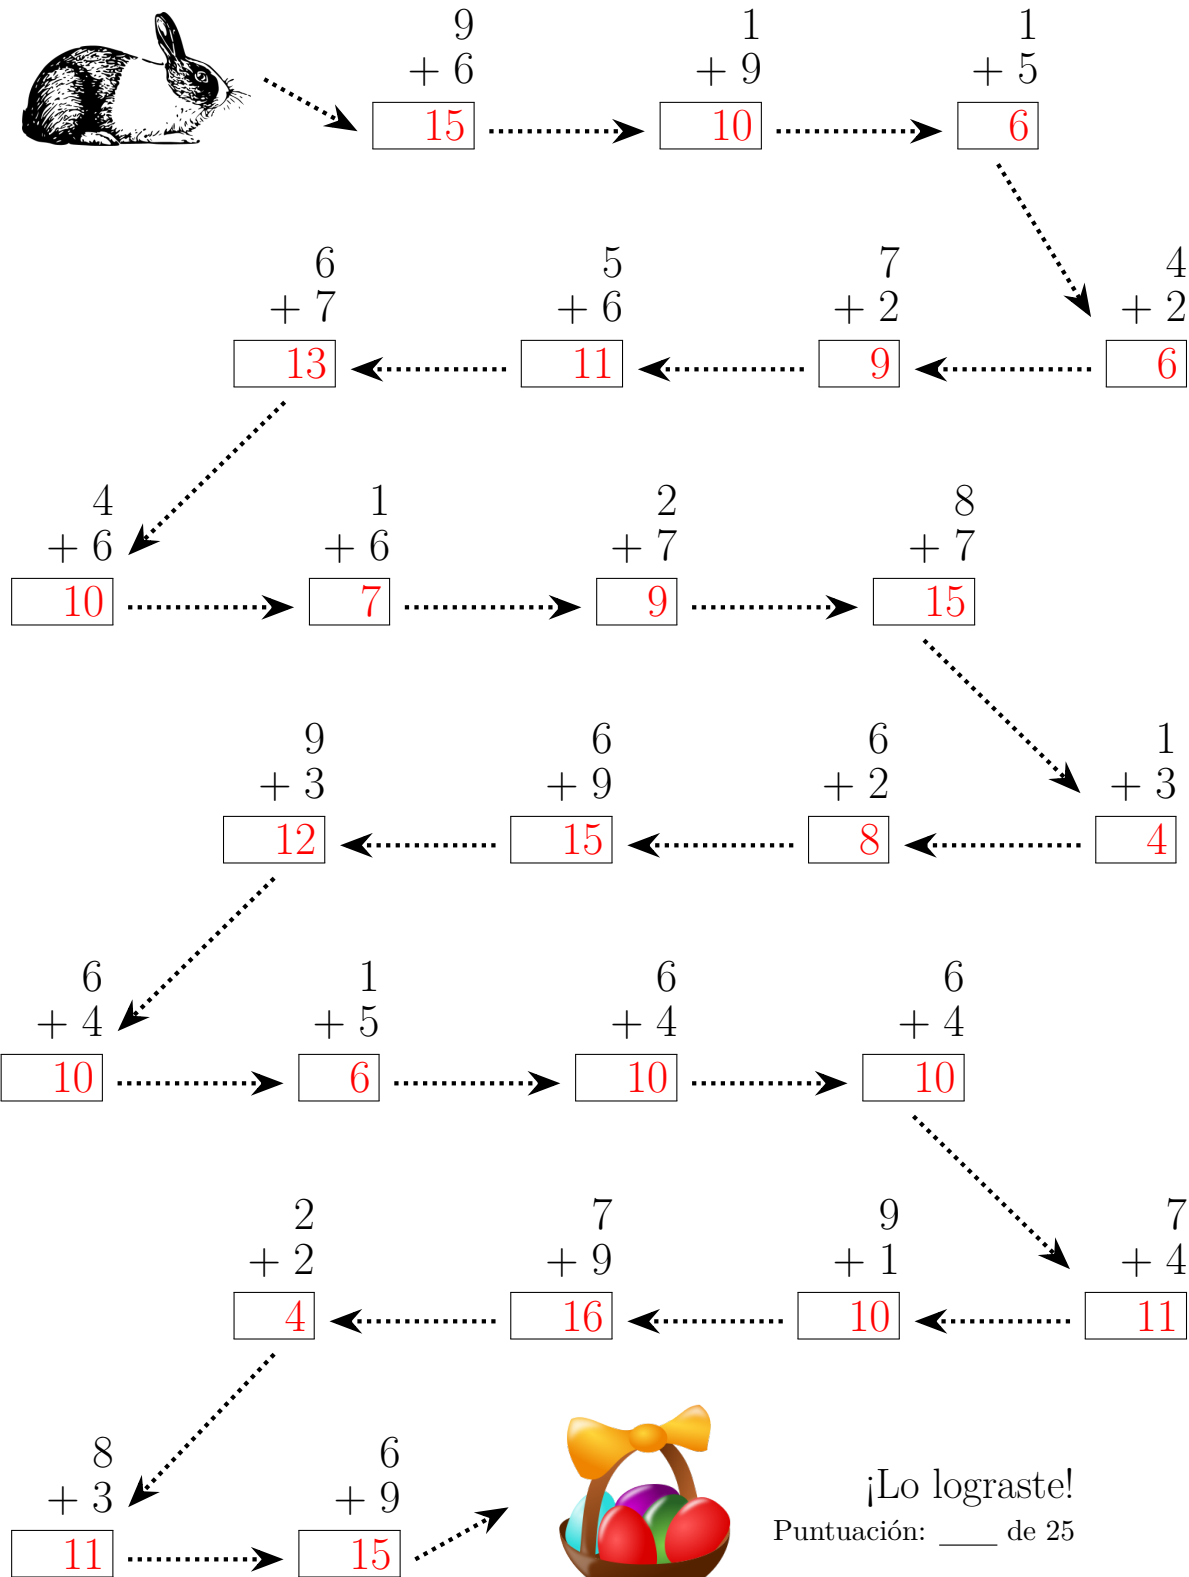 9 1 1
+ 6 + 9 + 5
15 10 6
6 5 7 4
+ 7 + 6 + 2 + 2
13 11 9 6
4 1 2 8
+ 6 + 6 + 7 + 7
10 7 9 15
9 6 6 1
+ 3 + 9 + 2 + 3
12 15 8 4
6 1 6 6
+ 4 + 5 + 4 + 4
10 6 10 10
2 7 9 7
+ 2 + 9 + 1 + 4
4 16 10 11
8 6
+ 3 + 9
11 15
¡Lo lograste!
Puntuación: ____ de 25